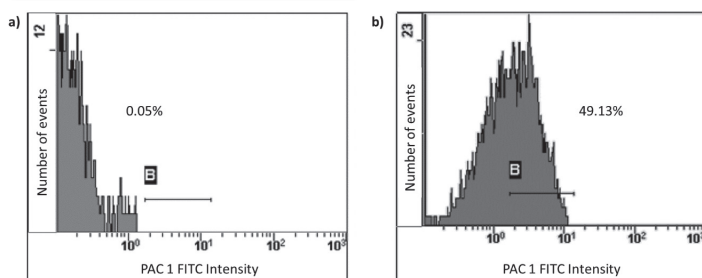 a)
12
Number of events
0.05%
B
10⁰
10¹
10²
10³
PAC 1 FITC Intensity
b)
23
Number of events
49.13%
B
10⁰
10¹
10²
10³
PAC 1 FITC Intensity